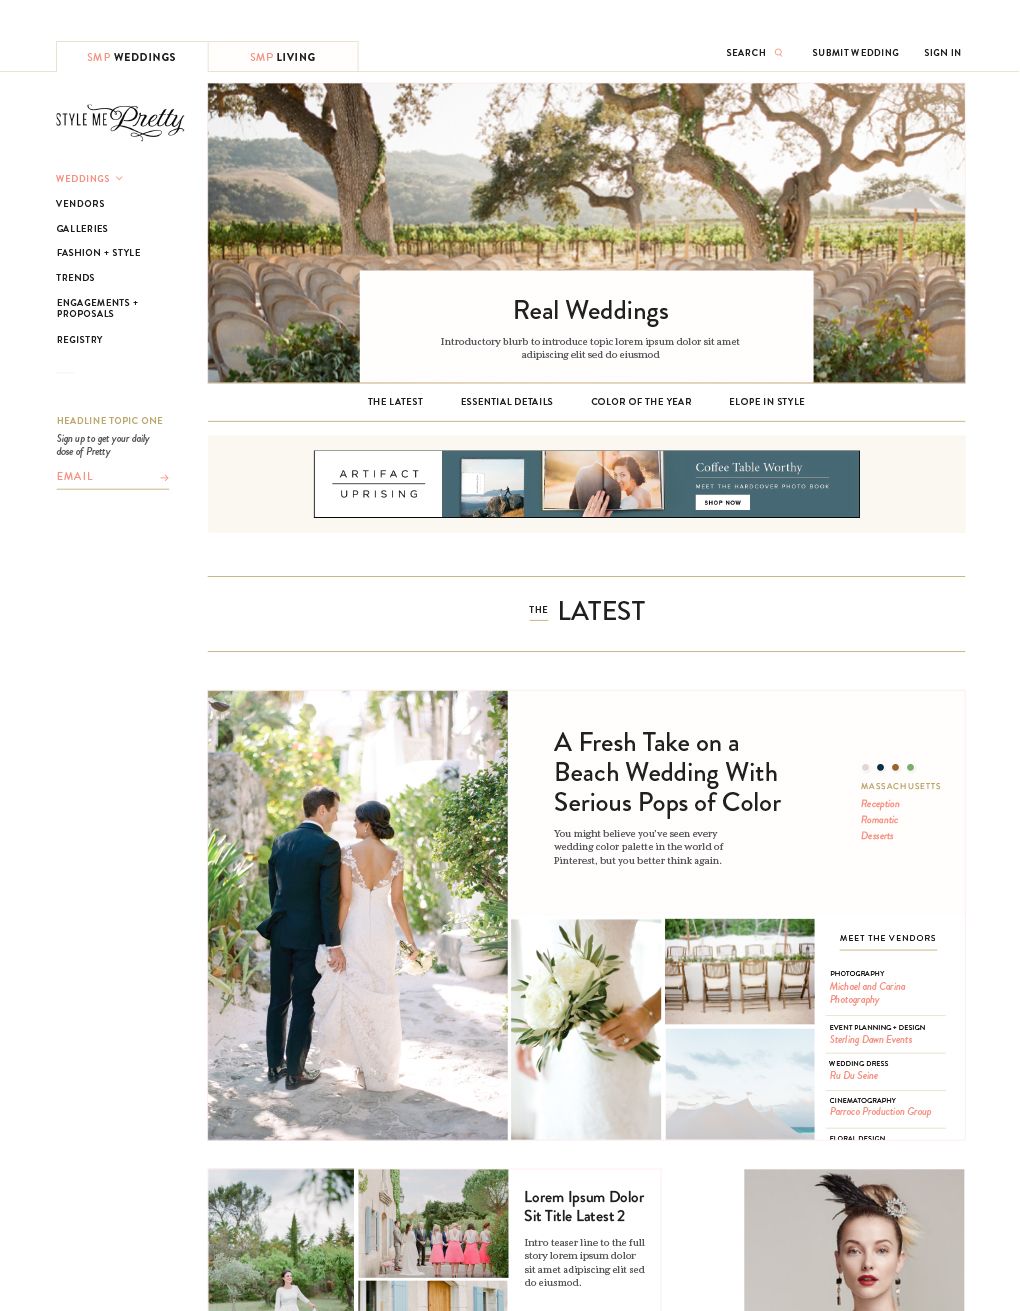 SMP WEDDINGS
SMP LIVING
SEARCH
SUBMIT WEDDING
SIGN IN
STYLE ME Pretty
WEDDINGS
VENDORS
GALLERIES
FASHION + STYLE
TRENDS
ENGAGEMENTS +
PROPOSALS
REGISTRY
HEADLINE TOPIC ONE
Sign up to get your daily
dose of Pretty
EMAIL
Real Weddings
Introductory blurb to introduce topic lorem ipsum dolor sit amet
adipiscing elit sed do eiusmod
THE LATEST
ESSENTIAL DETAILS
COLOR OF THE YEAR
ELOPE IN STYLE
ARTIFACT
UPRISING
Coffee Table Worthy
MEET THE HARDCOVER PHOTO BOOK
SHOP NOW
THE LATEST
A Fresh Take on a
Beach Wedding With
Serious Pops of Color
You might believe you've seen every
wedding color palette in the world of
Pinterest, but you better think again.
MASSACHUSETTS
Reception
Romantic
Desserts
MEET THE VENDORS
PHOTOGRAPHY
Michael and Carina
Photography
EVENT PLANNING + DESIGN
Sterling Dawn Events
WEDDING DRESS
Ru Du Seine
CINEMATOGRAPHY
Parroco Production Group
FLORAL DESIGN
Lorem Ipsum Dolor
Sit Title Latest 2
Intro teaser line to the full
story lorem ipsum dolor
sit amet adipiscing elit sed
do eiusmod.